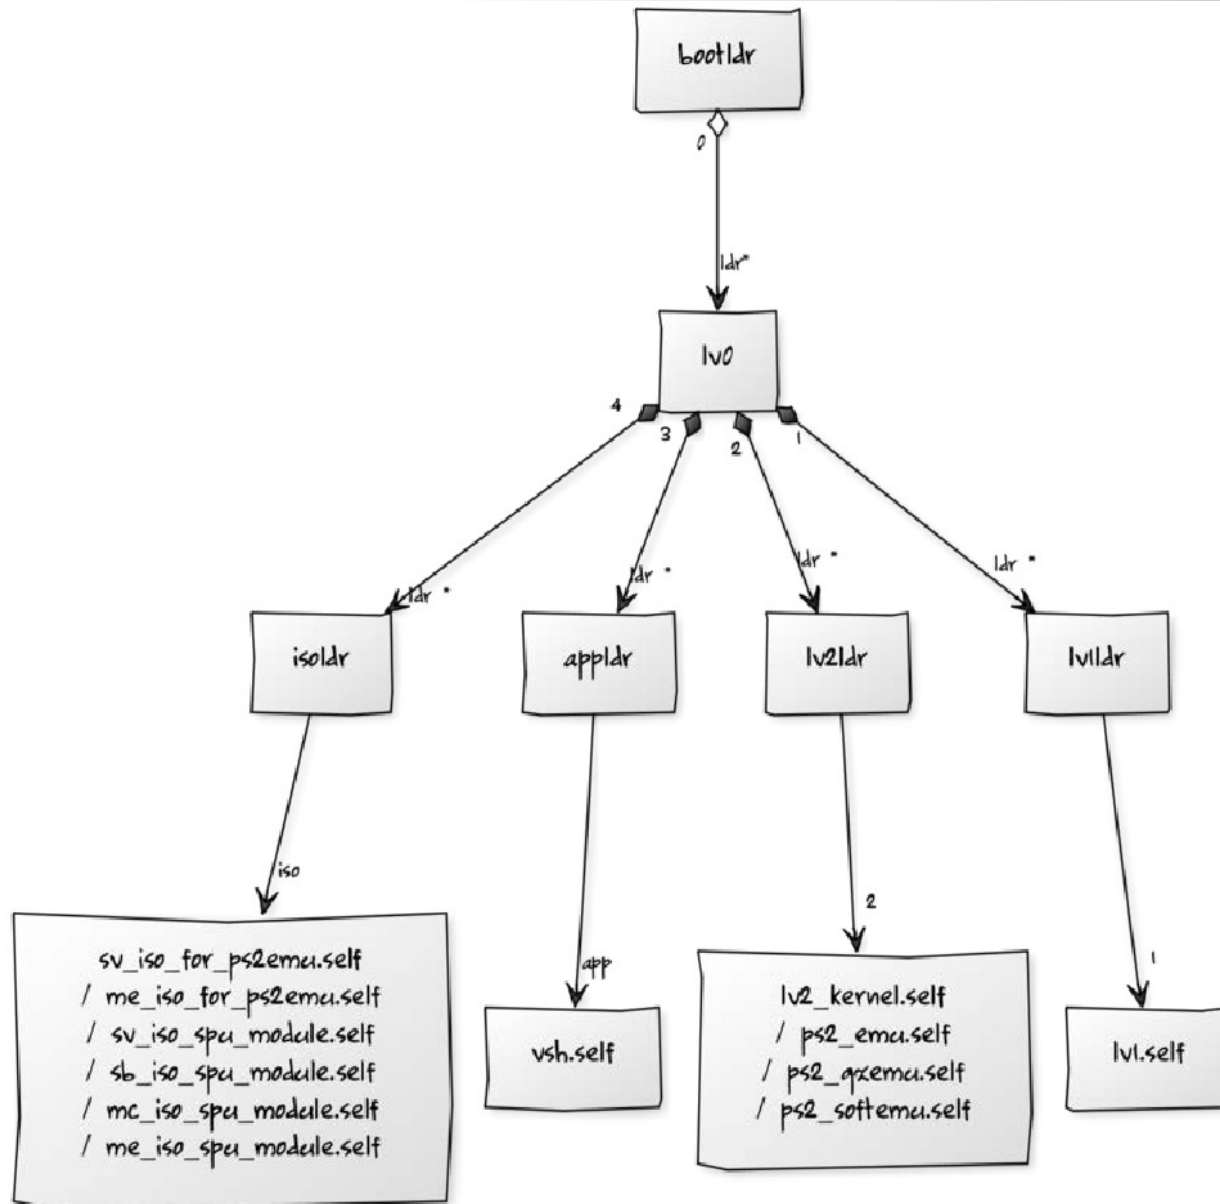 bootldr
0
ldr*
lv0
4
3
2
1
ldr *
ldr *
ldr *
ldr *
isoldr
appldr
lv2ldr
lv1ldr
iso
app
2
1
sv_iso_for_ps2emu.self
/ me_iso_for_ps2emu.self
/ sv_iso_spu_module.self
/ sb_iso_spu_module.self
/ mc_iso_spu_module.self
/ me_iso_spu_module.self
vsh.self
lv2_kernel.self
/ ps2_emu.self
/ ps2_gxemu.self
/ ps2_softemu.self
lv1.self